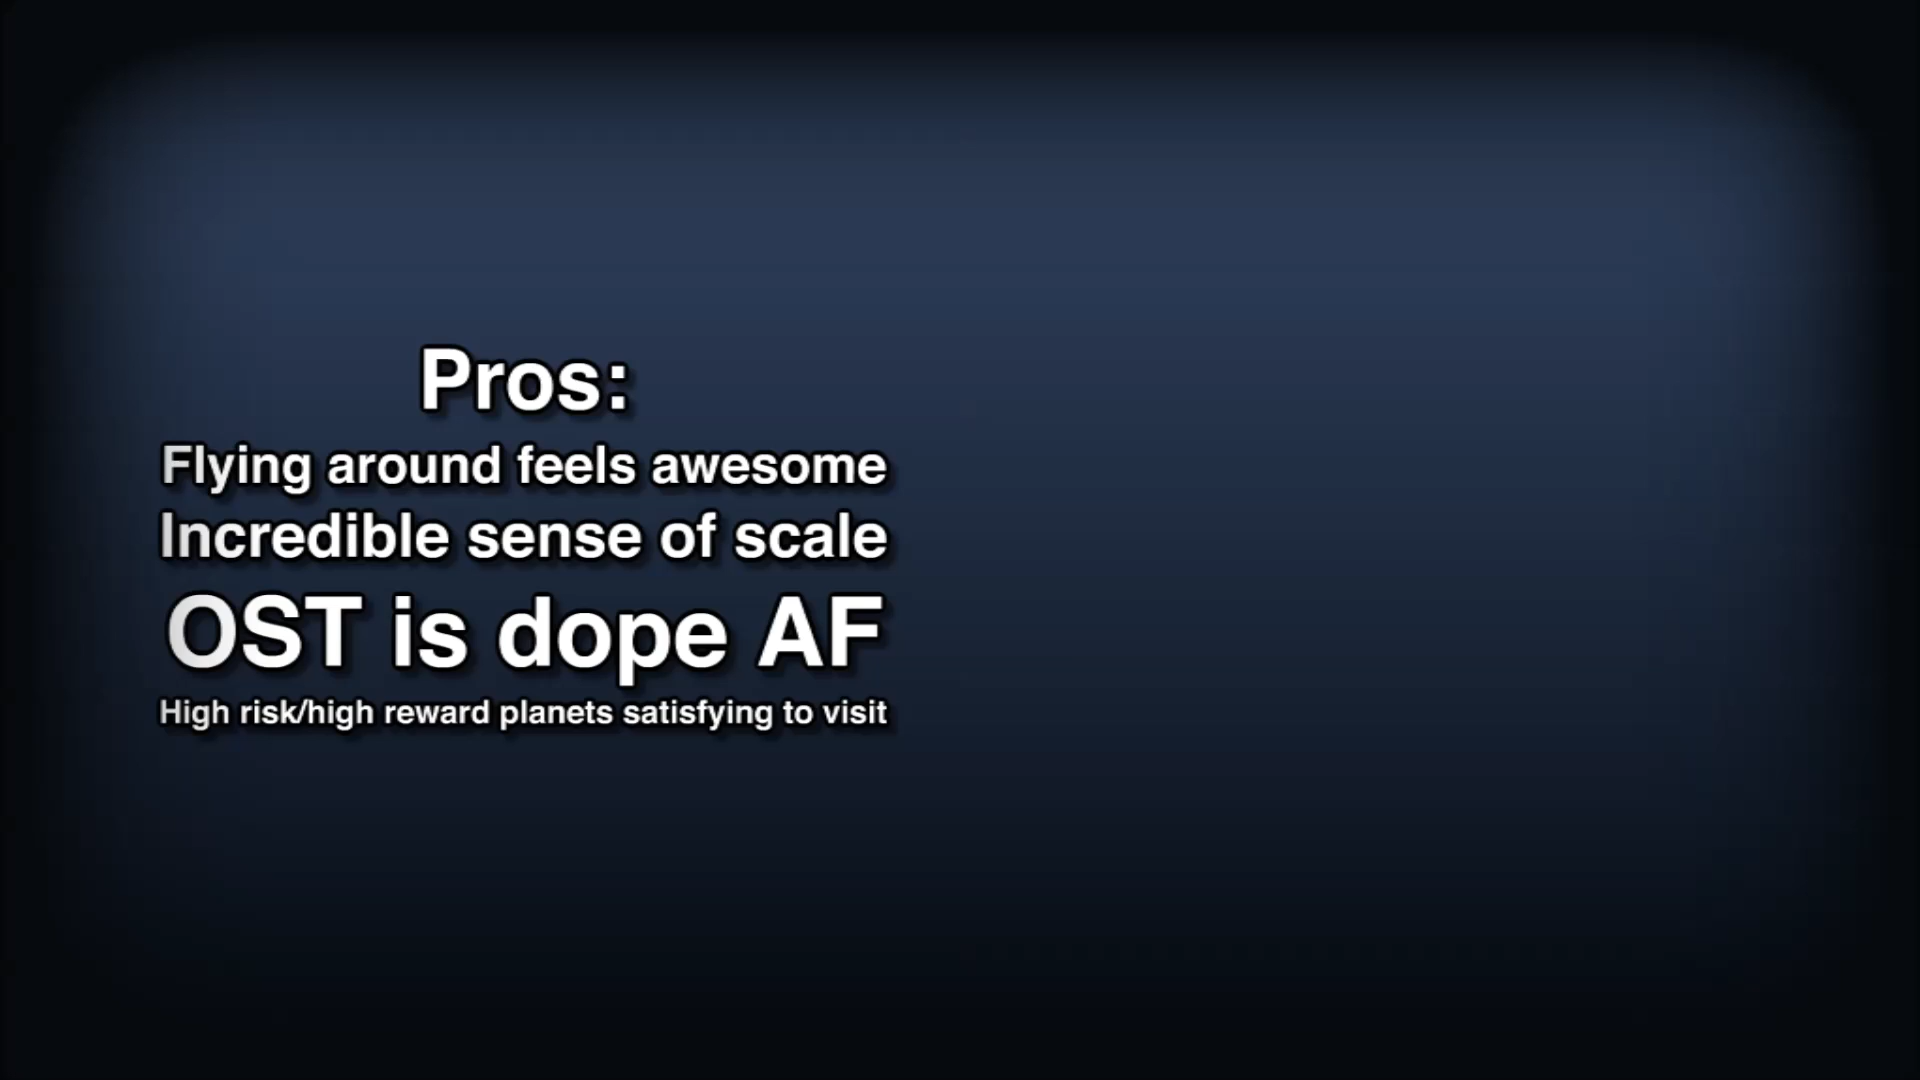 Pros:
Flying around feels awesome
Incredible sense of scale
OST is dope AF
High risk/high reward planets satisfying to visit